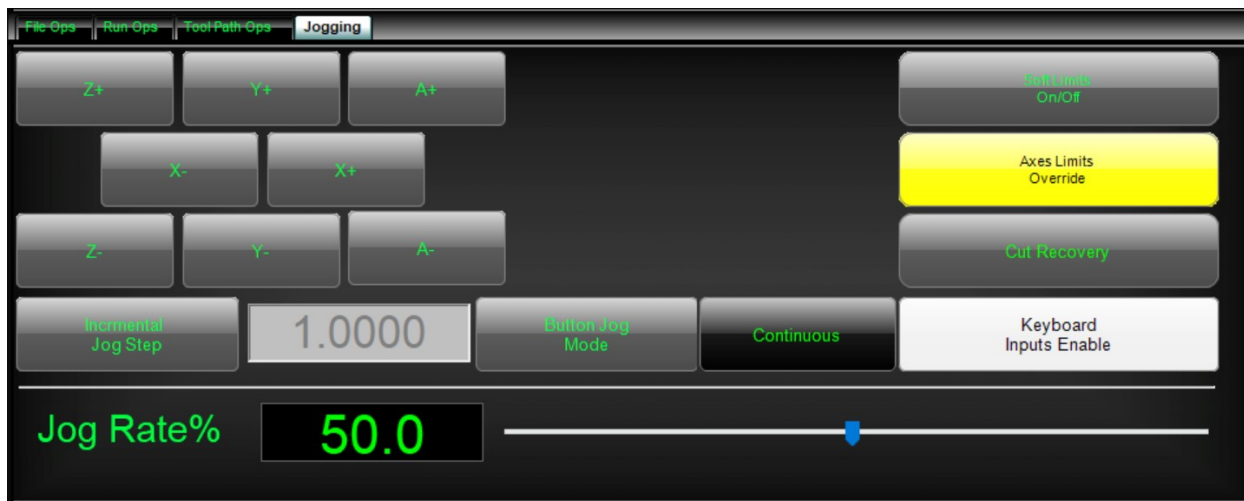 File Ops Run Ops Tool Path Ops Jogging
Z+ Y+ A+
Soft Limits
On/Off
X- X+
Axes Limits
Override
Z- Y- A-
Cut Recovery
Incrmental
Jog Step
1.0000
Button Jog
Mode
Continuous
Keyboard
Inputs Enable
Jog Rate% 50.0